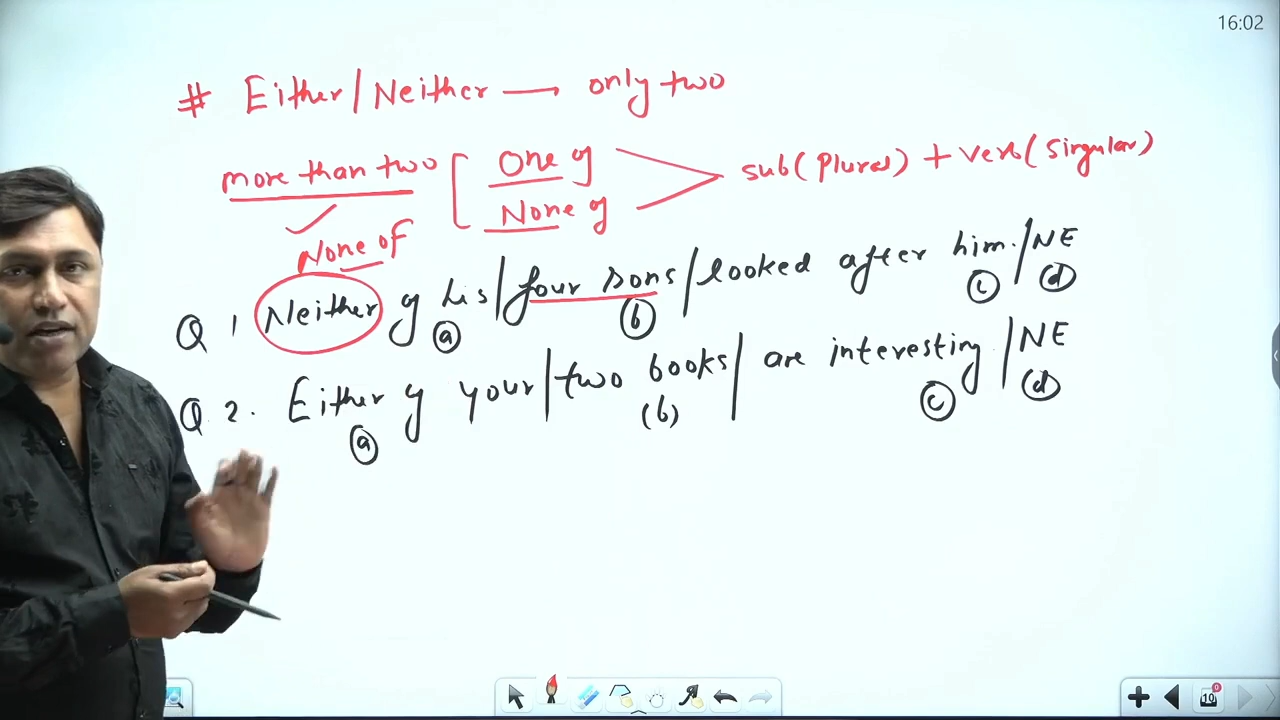 16:02
# Either/Neither → only two
more than two [ One of
None of
sub(Plural) + Verb(Singular)
✓
None of
Q 1 Neither of his/four sons/looked after him./NE
(a) (b) (c) (d)
Q 2. Either of your/two books/are interesting./NE
(a) (b) (c) (d)
10